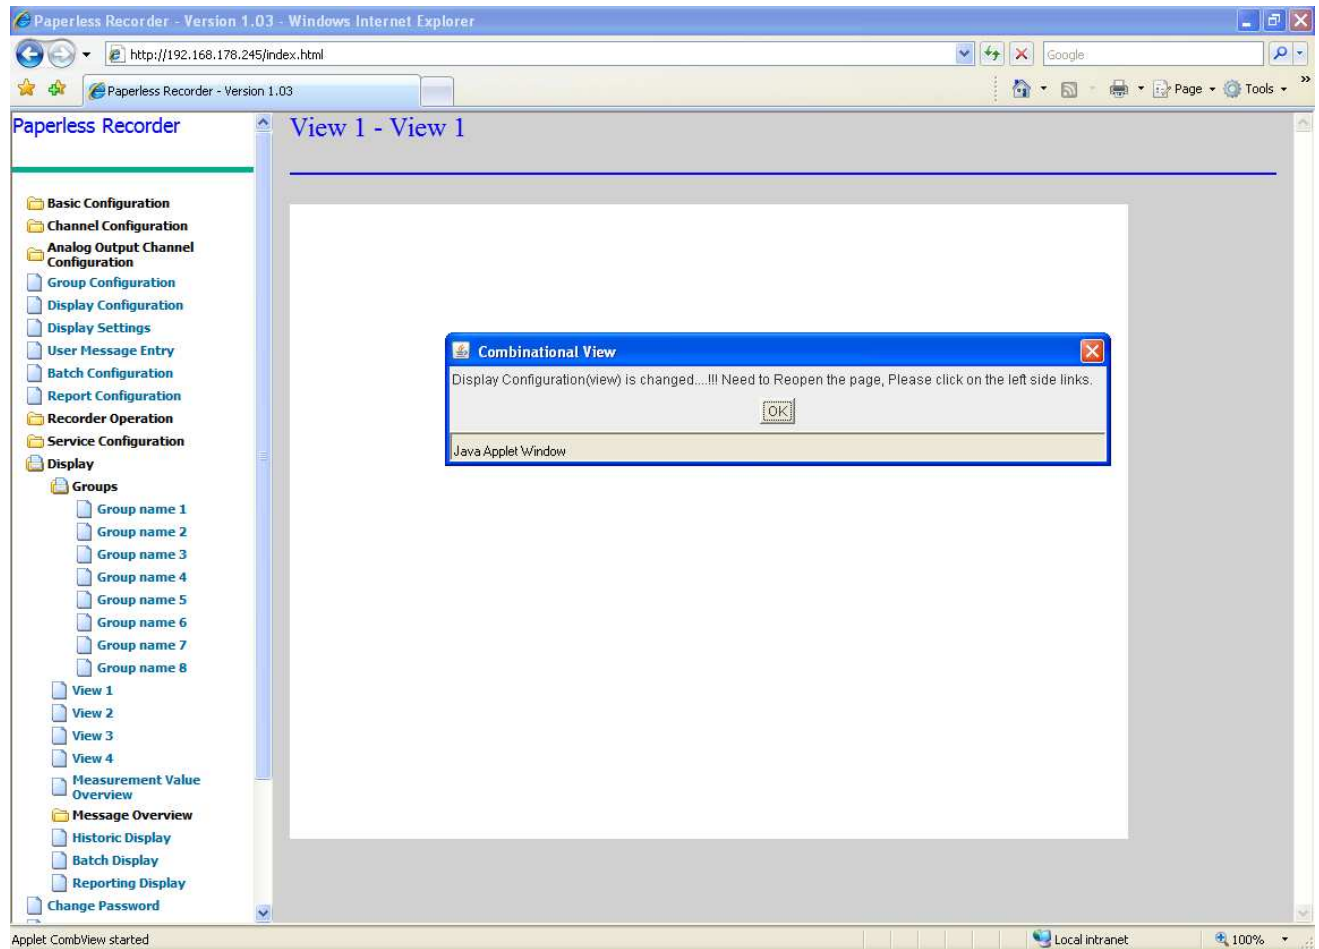 Paperless Recorder - Version 1.03 - Windows Internet Explorer
http://192.168.178.245/index.html
Google
Paperless Recorder - Version 1.03
Page
Tools
»
Paperless Recorder
Basic Configuration
Channel Configuration
Analog Output Channel
Configuration
Group Configuration
Display Configuration
Display Settings
User Message Entry
Batch Configuration
Report Configuration
Recorder Operation
Service Configuration
Display
Groups
Group name 1
Group name 2
Group name 3
Group name 4
Group name 5
Group name 6
Group name 7
Group name 8
View 1
View 2
View 3
View 4
Measurement Value
Overview
Message Overview
Historic Display
Batch Display
Reporting Display
Change Password
View 1 - View 1
Combinational View
Display Configuration(view) is changed....!!! Need to Reopen the page, Please click on the left side links.
OK
Java Applet Window
Applet CombView started
Local intranet
100%